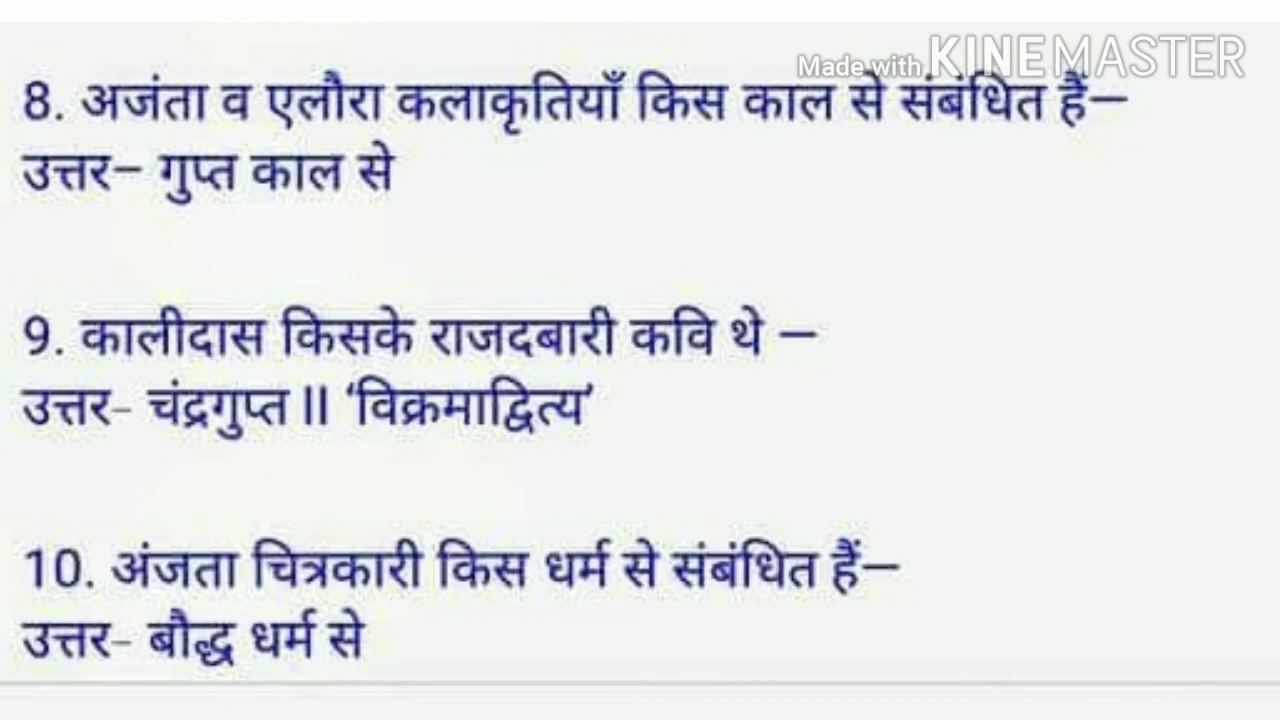 Made with KINEMASTER
8. अजंता व एलौरा कलाकृतियाँ किस काल से संबंधित हैं–
उत्तर– गुप्त काल से
9. कालीदास किसके राजदबारी कवि थे –
उत्तर- चंद्रगुप्त II ‘विक्रमाद्वित्य’
10. अंजता चित्रकारी किस धर्म से संबंधित हैं–
उत्तर- बौद्ध धर्म से